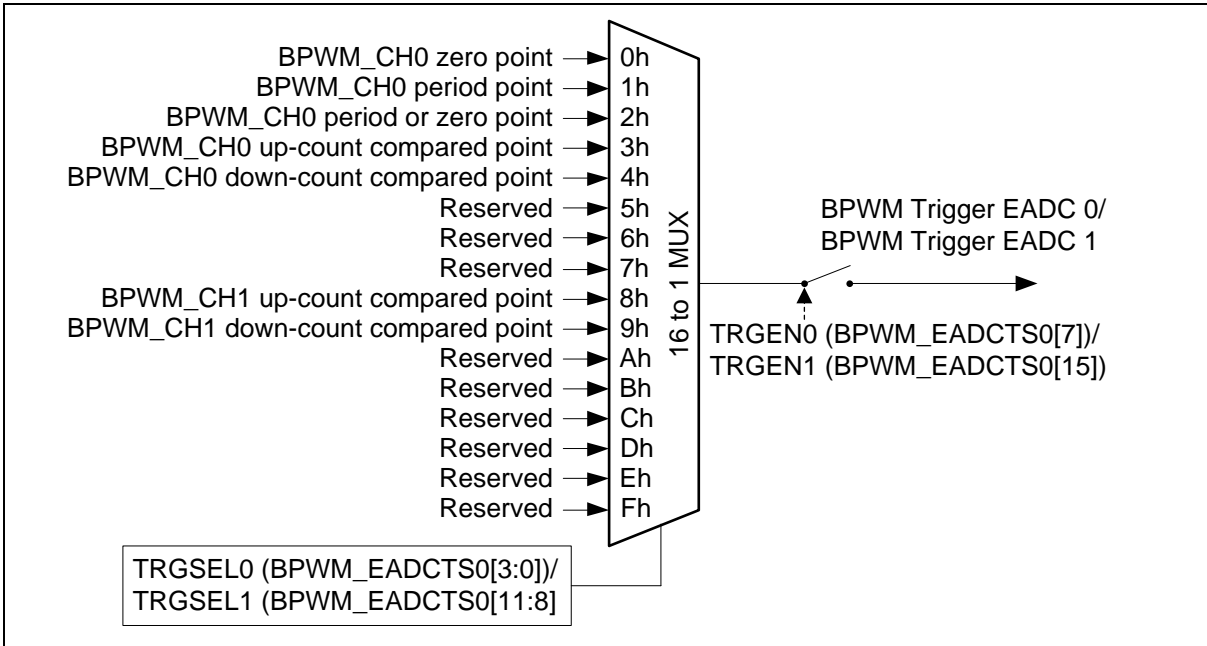 BPWM_CH0 zero point
0h
BPWM_CH0 period point
1h
BPWM_CH0 period or zero point
2h
BPWM_CH0 up-count compared point
3h
BPWM_CH0 down-count compared point
4h
Reserved
5h
Reserved
6h
Reserved
7h
BPWM_CH1 up-count compared point
8h
BPWM_CH1 down-count compared point
9h
Reserved
Ah
Reserved
Bh
Reserved
Ch
Reserved
Dh
Reserved
Eh
Reserved
Fh
16 to 1 MUX
BPWM Trigger EADC 0/
BPWM Trigger EADC 1
TRGEN0 (BPWM_EADCTS0[7])/
TRGEN1 (BPWM_EADCTS0[15])
TRGSEL0 (BPWM_EADCTS0[3:0])/
TRGSEL1 (BPWM_EADCTS0[11:8]